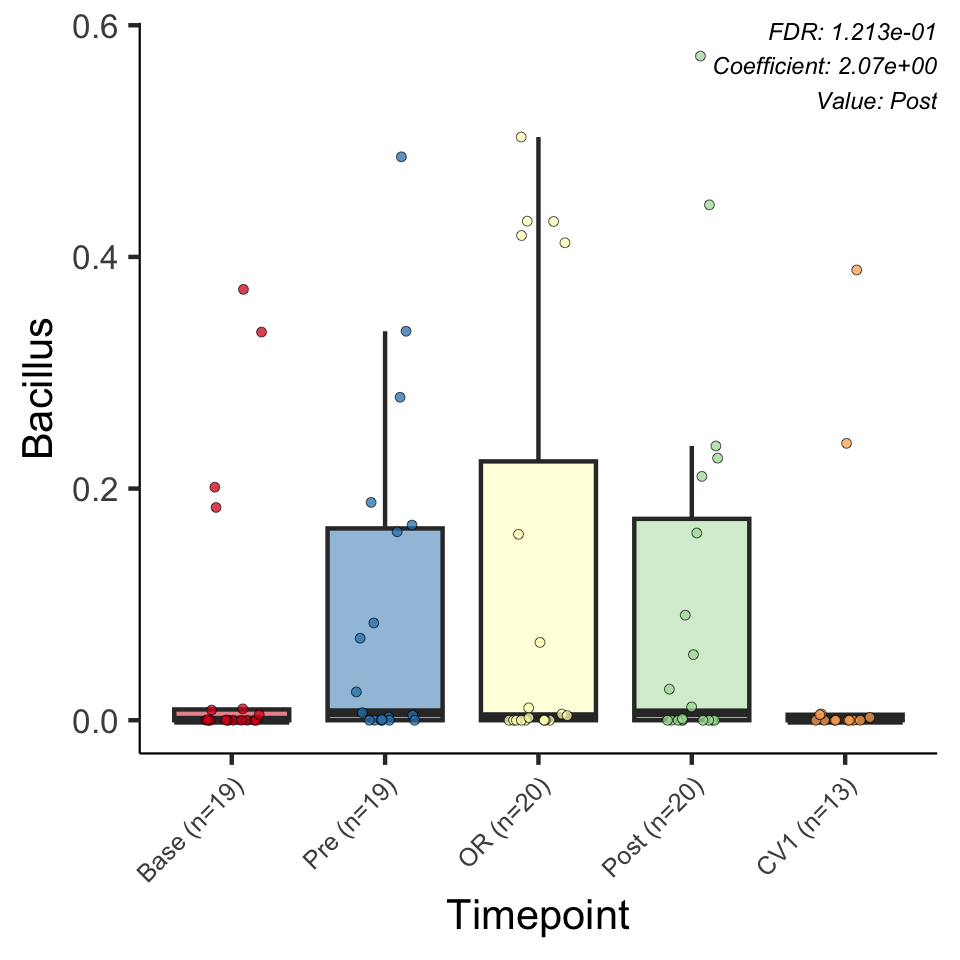 FDR: 1.213e-01
Coefficient: 2.07e+00
Value: Post
0.6
0.4
0.2
0.0
Bacillus
Base (n=19)
Pre (n=19)
OR (n=20)
Post (n=20)
CV1 (n=13)
Timepoint